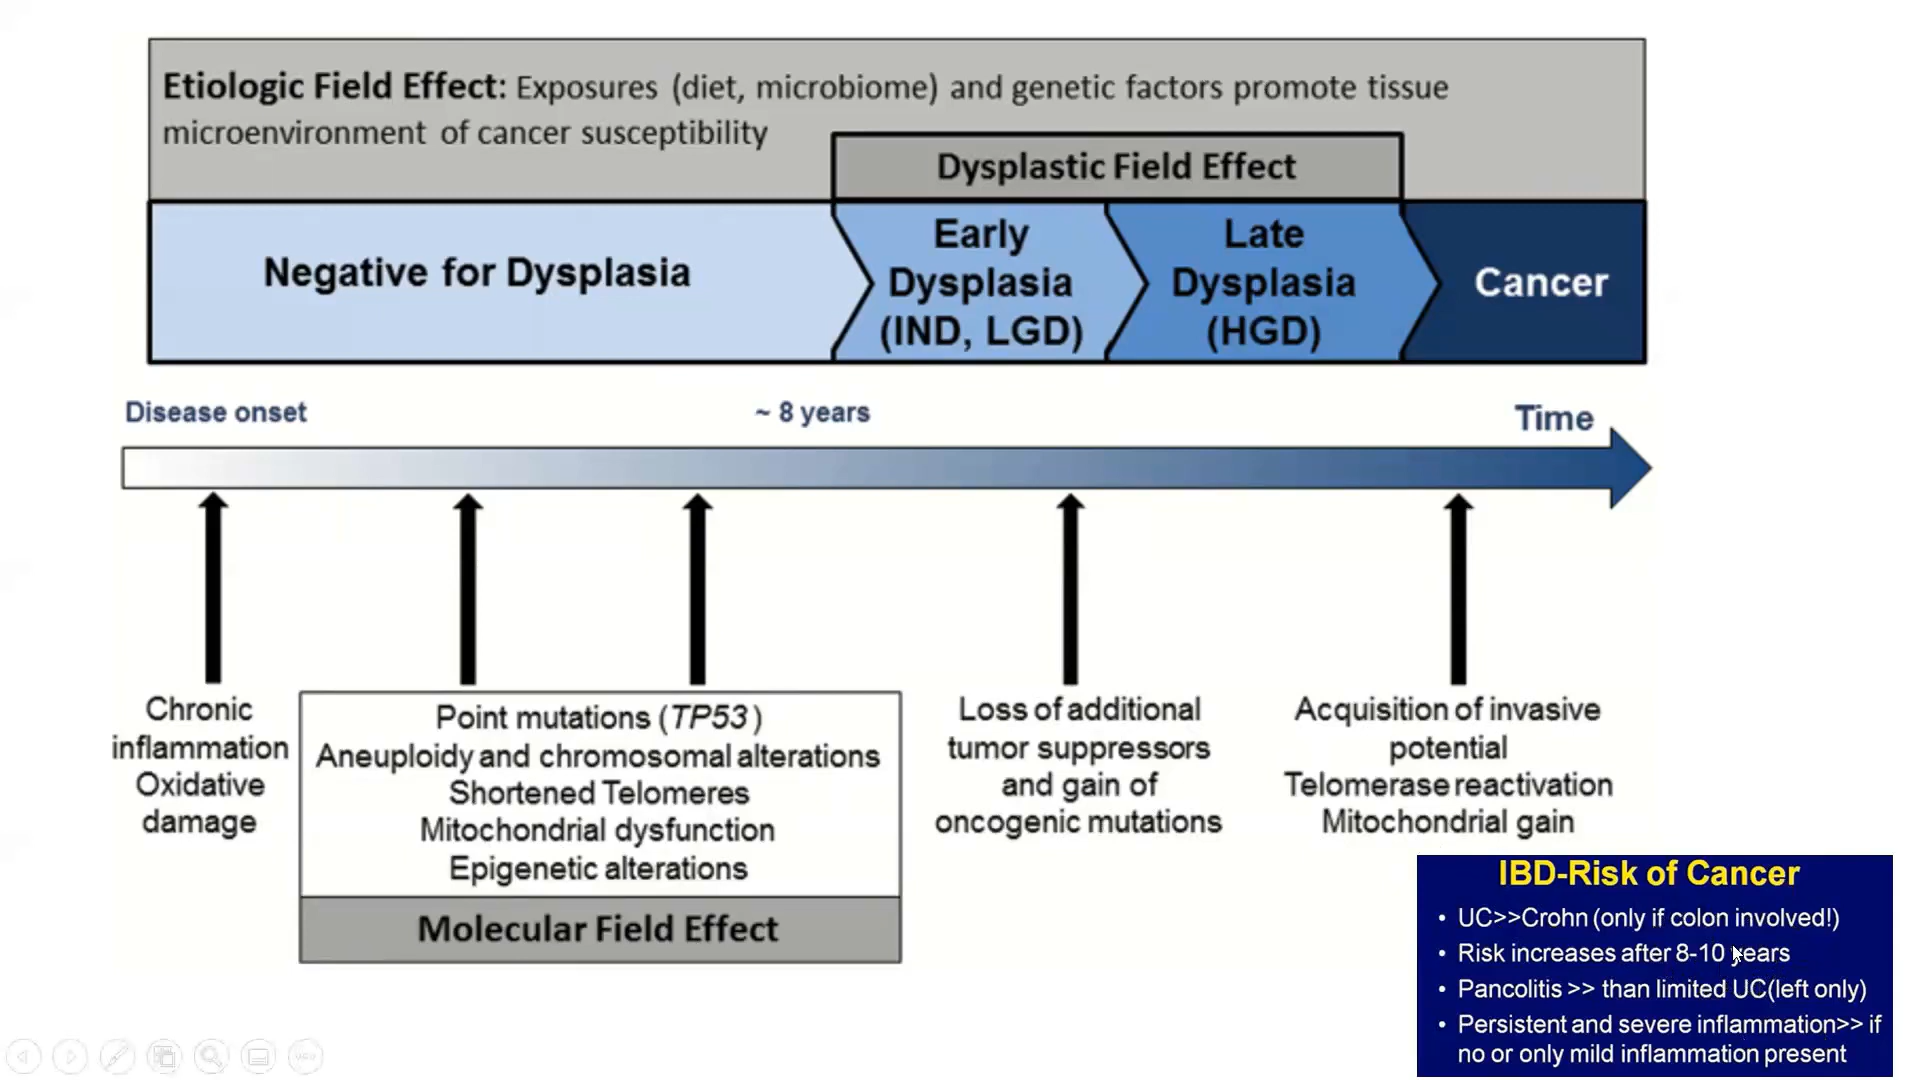 Etiologic Field Effect: Exposures (diet, microbiome) and genetic factors promote tissue
microenvironment of cancer susceptibility
Dysplastic Field Effect
Negative for Dysplasia
Early
Dysplasia
(IND, LGD)
Late
Dysplasia
(HGD)
Cancer
Disease onset
~ 8 years
Time
Chronic
inflammation
Oxidative
damage
Point mutations (TP53)
Aneuploidy and chromosomal alterations
Shortened Telomeres
Mitochondrial dysfunction
Epigenetic alterations
Molecular Field Effect
Loss of additional
tumor suppressors
and gain of
oncogenic mutations
Acquisition of invasive
potential
Telomerase reactivation
Mitochondrial gain
IBD-Risk of Cancer
• UC>>Crohn (only if colon involved!)
• Risk increases after 8-10 years
• Pancolitis >> than limited UC(left only)
• Persistent and severe inflammation>> if
no or only mild inflammation present